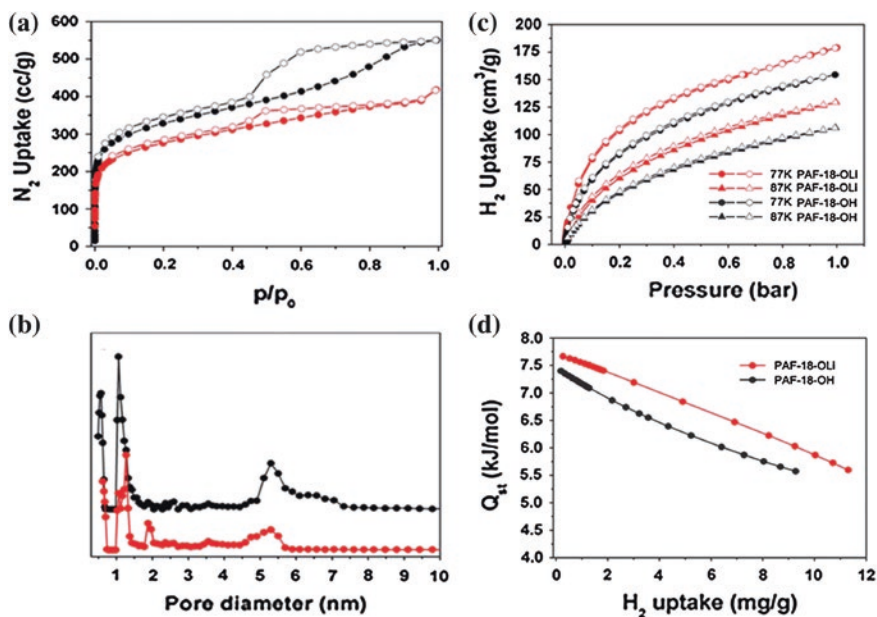 (a)
600
500
400
300
200
100
0
N₂ Uptake (cc/g)
0.0 0.2 0.4 0.6 0.8 1.0
p/p₀
(c)
200
175
150
125
100
75
50
25
0
H₂ Uptake (cm³/g)
77K PAF-18-OLI
87K PAF-18-OLI
77K PAF-18-OH
87K PAF-18-OH
0.0 0.2 0.4 0.6 0.8 1.0
Pressure (bar)
(b)
1 2 3 4 5 6 7 8 9 10
Pore diameter (nm)
(d)
8.0
7.5
7.0
6.5
6.0
5.5
5.0
4.5
4.0
Qst (kJ/mol)
PAF-18-OLI
PAF-18-OH
0 2 4 6 8 10 12
H₂ uptake (mg/g)